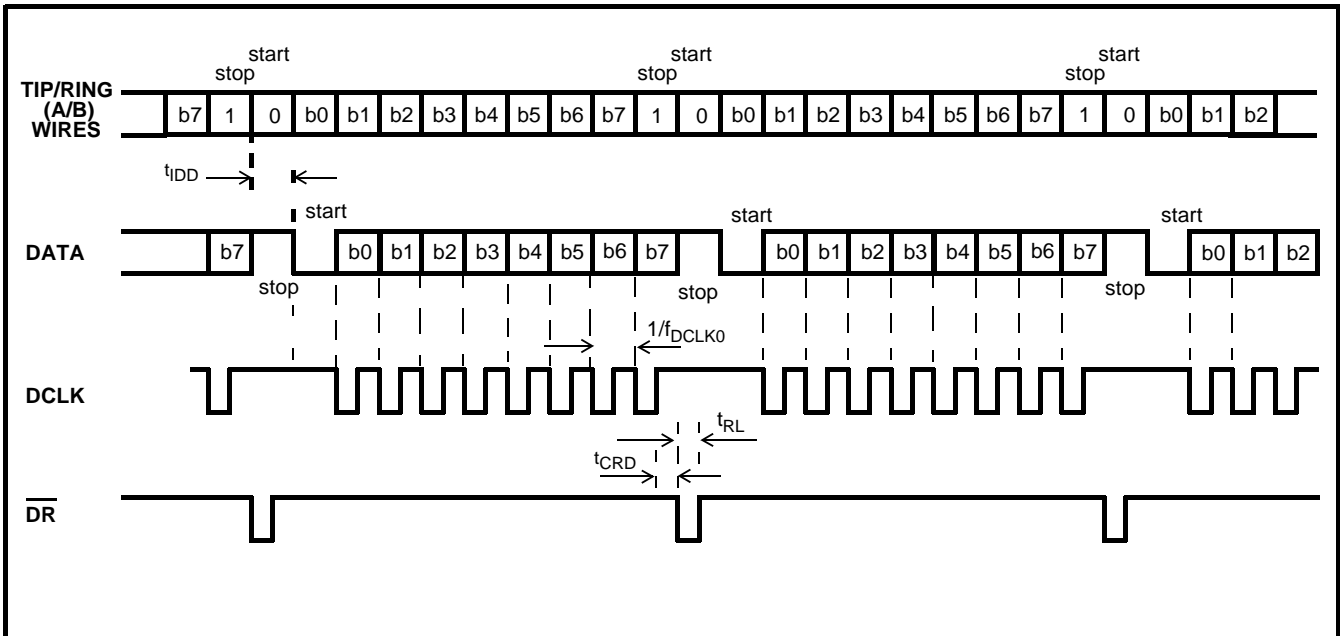 start start start
stop stop stop
TIP/RING
(A/B)
WIRES
b7 1 0 b0 b1 b2 b3 b4 b5 b6 b7 1 0 b0 b1 b2 b3 b4 b5 b6 b7 1 0 b0 b1 b2
tIDD
start start start
DATA b7 b0 b1 b2 b3 b4 b5 b6 b7 b0 b1 b2 b3 b4 b5 b6 b7 b0 b1 b2
stop stop stop
1/fDCLK0
DCLK
tRL
tCRD
DR